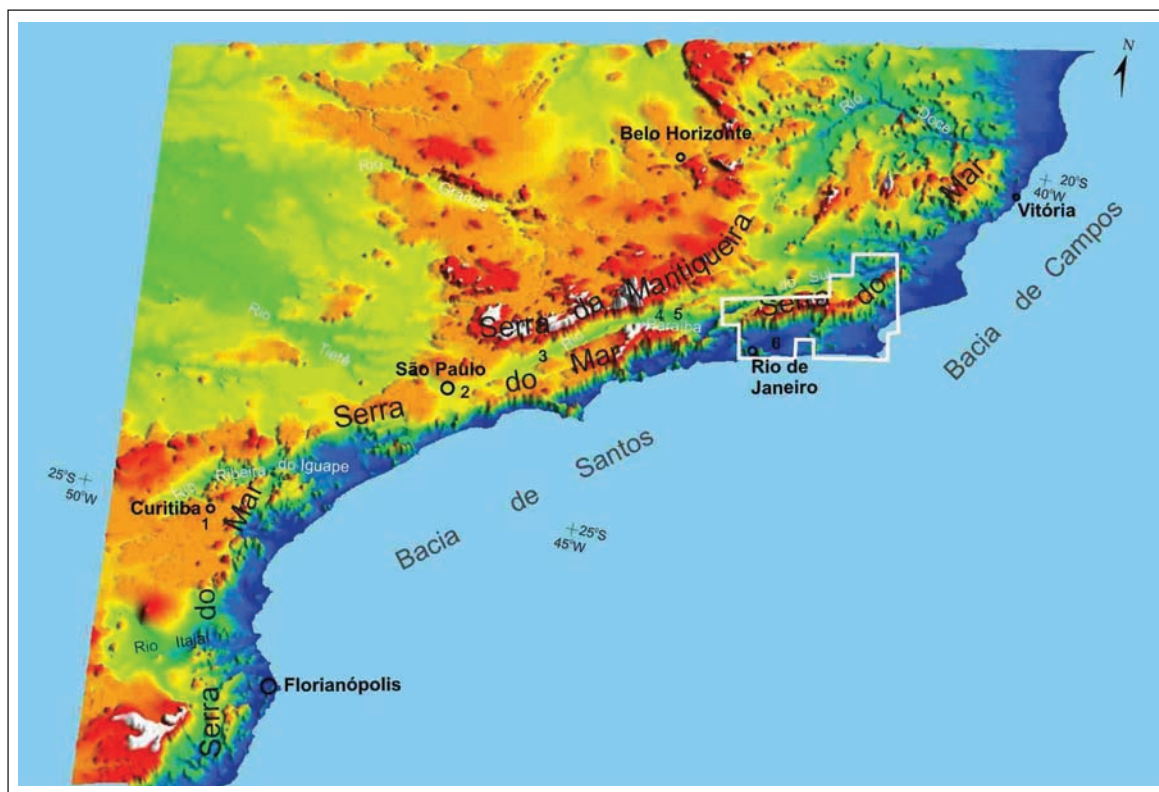 N
Belo Horizonte
Rio Doce
Rio Grande
20°S
40°W
Vitória
Serra do Mar
Bacia de Campos
Serra da Mantiqueira
Rio Paraíba do Sul
4 5
3
6
Rio de
Janeiro
São Paulo
2
Rio Tietê
Serra do Mar
Bacia de Santos
25°S
50°W
Rio Ribeira do Iguape
Curitiba
1
25°S
45°W
Rio Itajaí
Florianópolis
Serra do Mar